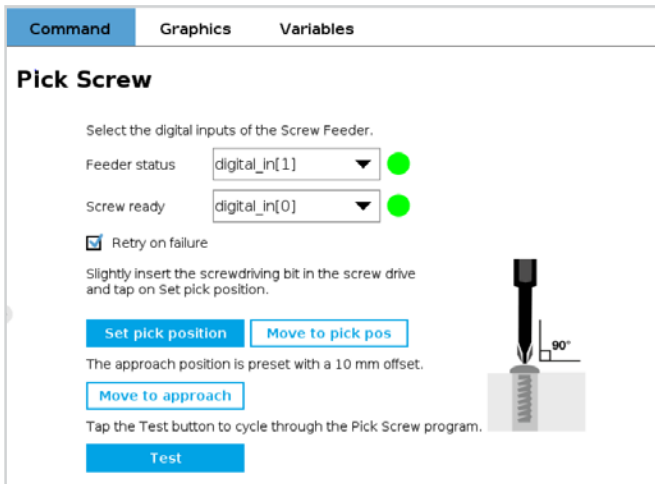 Command Graphics Variables
Pick Screw
Select the digital inputs of the Screw Feeder.
Feeder status digital_in[1]
Screw ready digital_in[0]
Retry on failure
Slightly insert the screwdriving bit in the screw drive
and tap on Set pick position.
Set pick position Move to pick pos
90°
The approach position is preset with a 10 mm offset.
Move to approach
Tap the Test button to cycle through the Pick Screw program.
Test